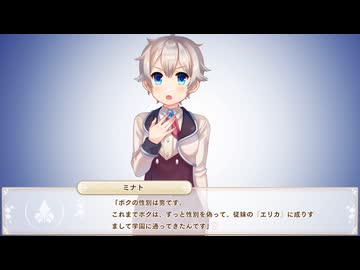 ミナト
「ボクの性別は男です.
これまでボクは、ずっと性別を偽って、従妹の「エリカ」に成りす
まして学園に通ってきたんです」